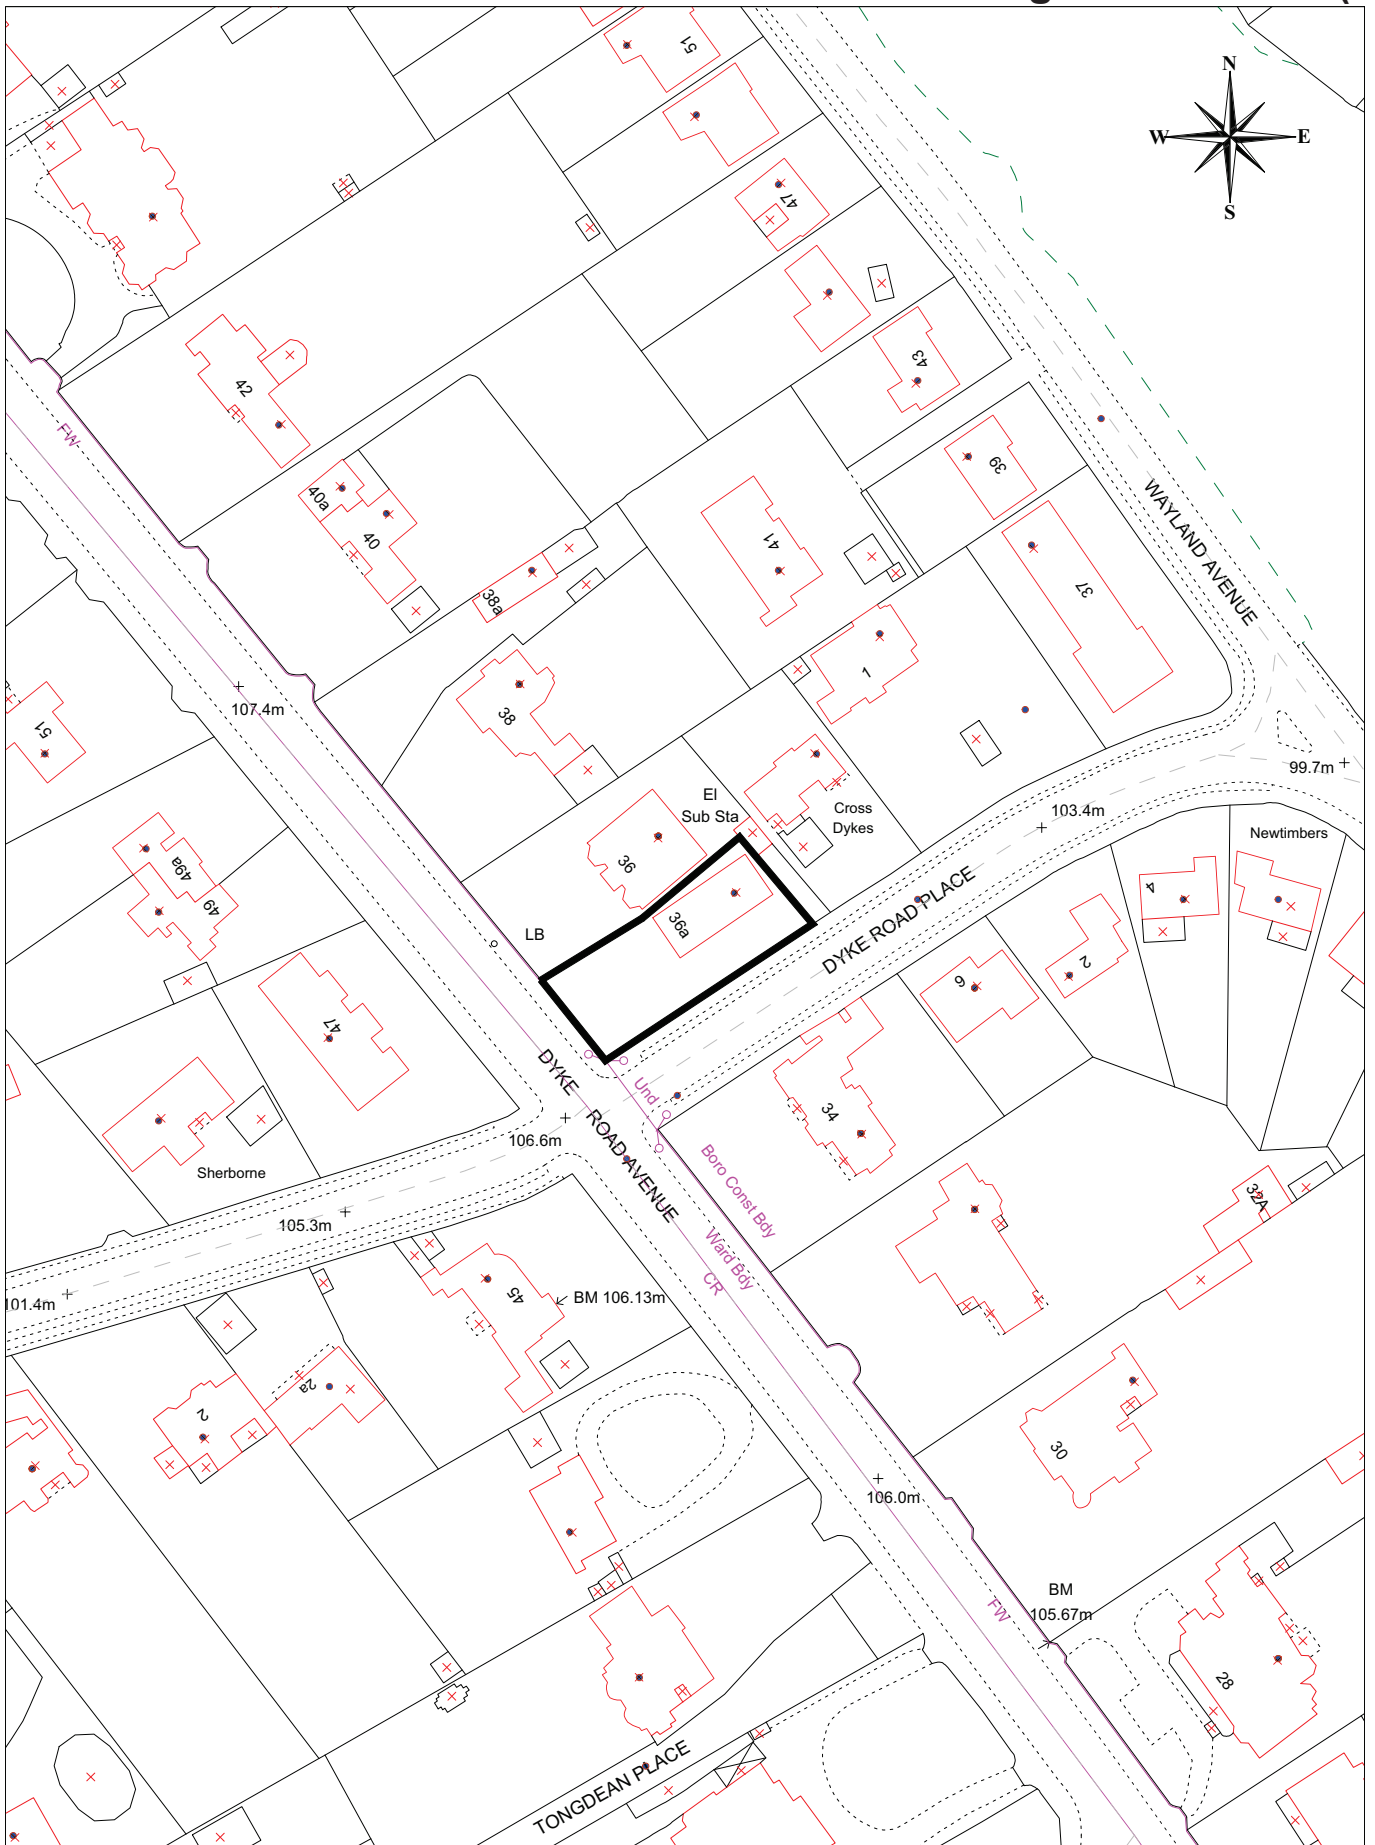 N
W E
S
51
47
43
42
FW
39
40a
40
41
38a
37
WAYLAND AVENUE
1
107.4m
38
51
99.7m
El
Sub Sta
Cross
Dykes
103.4m
Newtimbers
36
49a
49
4
36a
LB
DYKE ROAD PLACE
2
6
47
DYKE ROAD AVENUE
Und
34
106.6m
Sherborne
Boro Const Bdy
32A
105.3m
Ward Bdy
CR
101.4m
45
BM 106.13m
2a
2
30
106.0m
FW
BM
105.67m
28
TONGDEAN PLACE